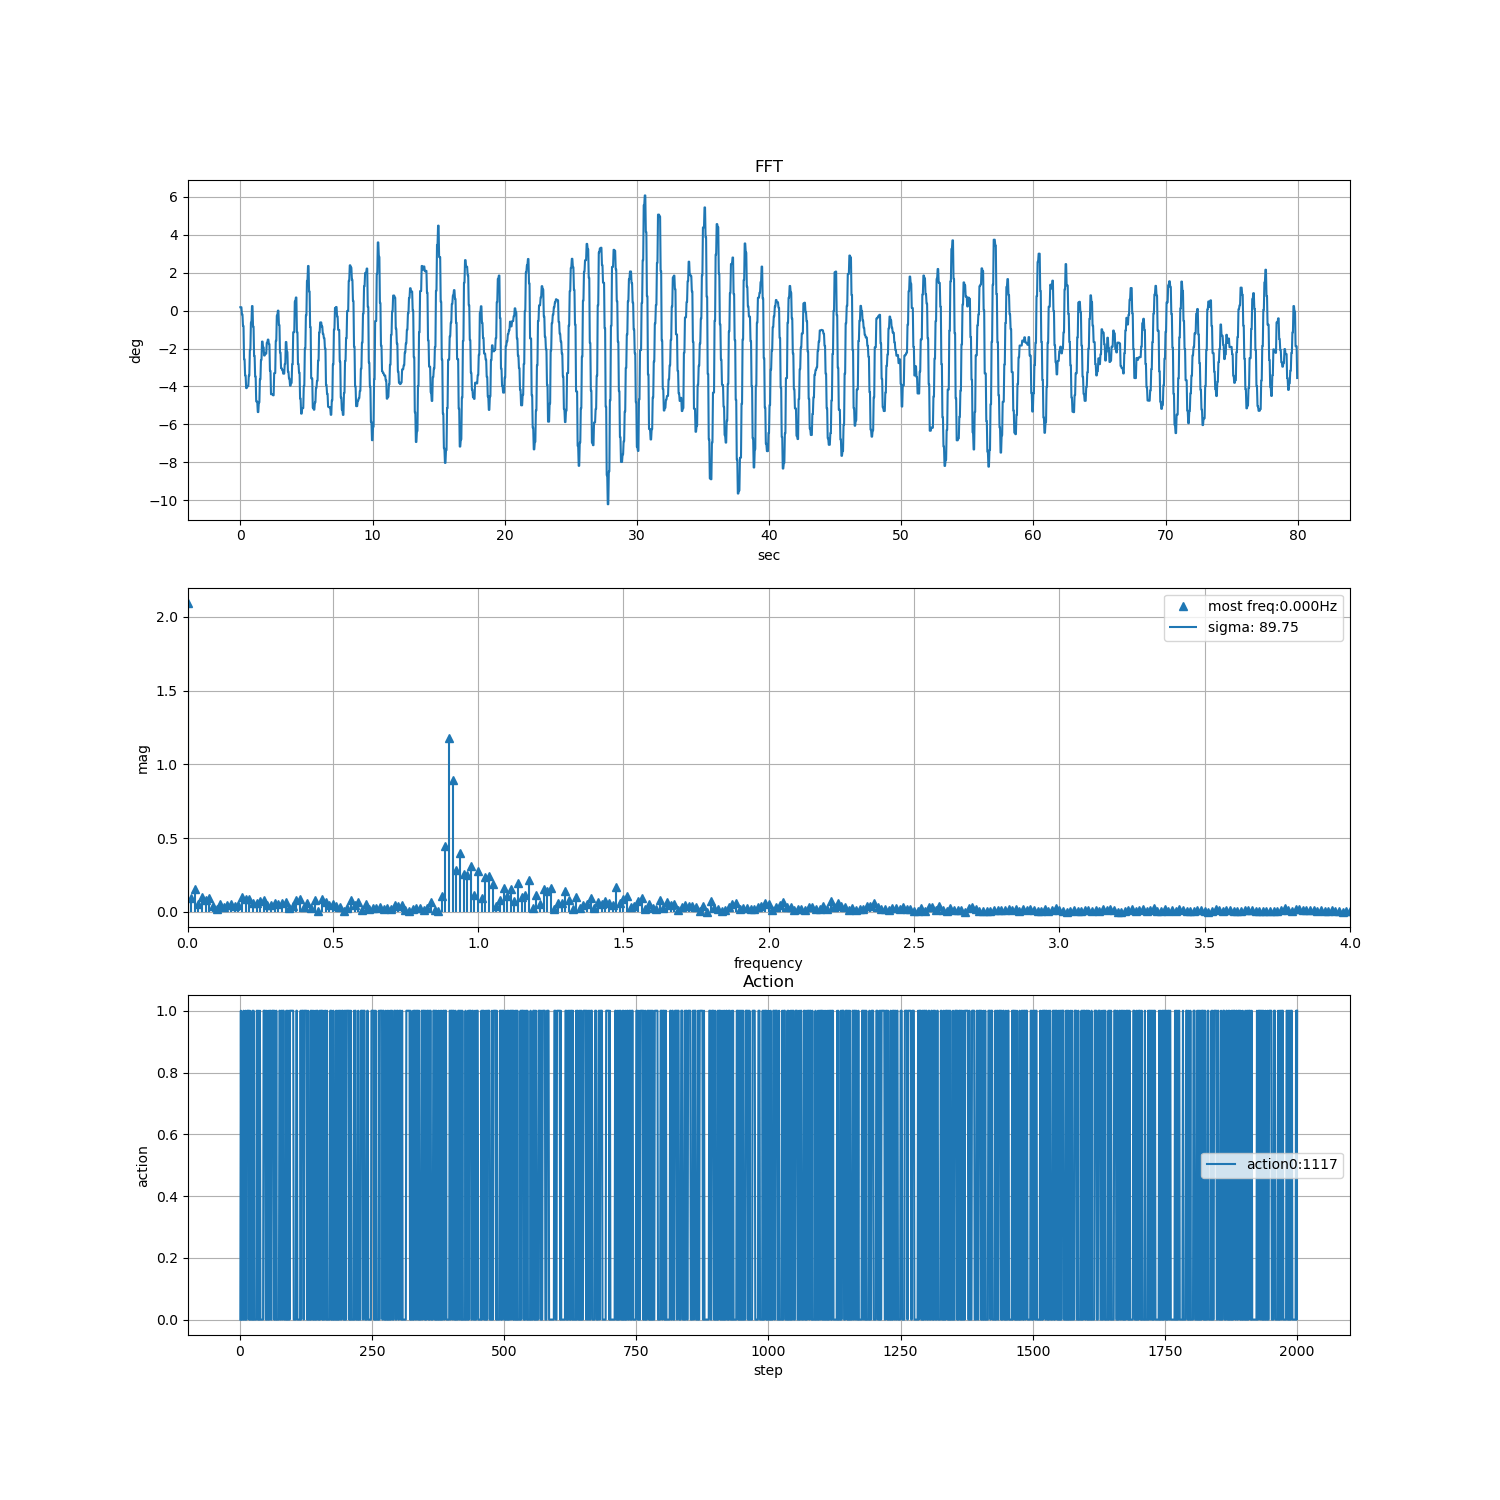 FFT
6
4
2
0
−2
−4
−6
−8
−10
deg
0 10 20 30 40 50 60 70 80
sec
2.0
1.5
1.0
0.5
0.0
mag
most freq:0.000Hz
sigma: 89.75
0.0 0.5 1.0 1.5 2.0 2.5 3.0 3.5 4.0
frequency
Action
1.0
0.8
0.6
0.4
0.2
0.0
action
action0:1117
0 250 500 750 1000 1250 1500 1750 2000
step